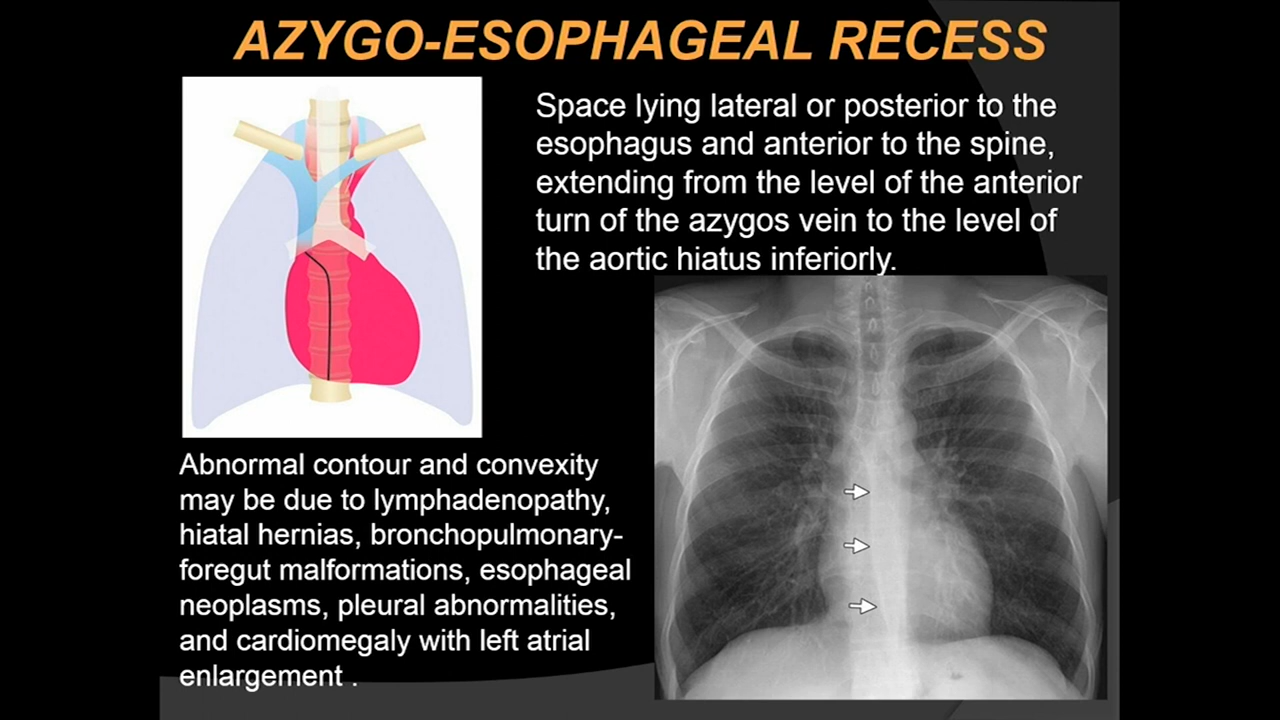 AZYGO-ESOPHAGEAL RECESS
Space lying lateral or posterior to the
esophagus and anterior to the spine,
extending from the level of the anterior
turn of the azygos vein to the level of
the aortic hiatus inferiorly.
Abnormal contour and convexity
may be due to lymphadenopathy,
hiatal hernias, bronchopulmonary-
foregut malformations, esophageal
neoplasms, pleural abnormalities,
and cardiomegaly with left atrial
enlargement .